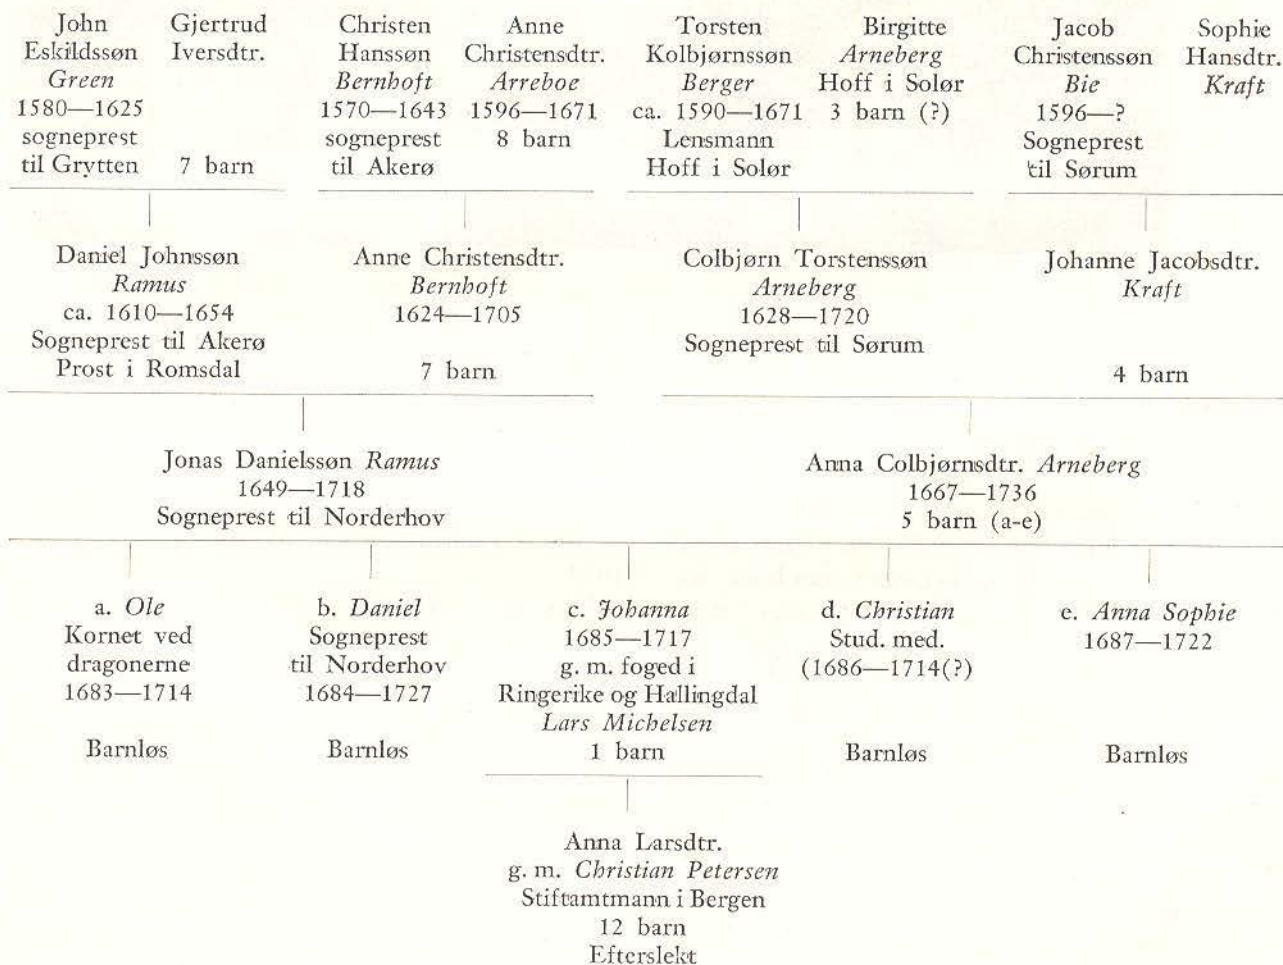 John
Eskildssøn
Green
1580—1625
sogneprest
til Grytten
Gjertrud
Iversdtr.
7 barn
Christen
Hanssøn
Bernhoft
1570—1643
sogneprest
til Akerø
Anne
Christensdtr.
Arreboe
1596—1671
8 barn
Torsten
Kolbjørnssøn
Berger
ca. 1590—1671
Lensmann
Hoff i Solør
Birgitte
Arneberg
Hoff i Solør
3 barn (?)
Jacob
Christenssøn
Bie
1596—?
Sogneprest
til Sørum
Sophie
Hansdtr.
Kraft
Daniel Johnssøn
Ramus
ca. 1610—1654
Sogneprest til Akerø
Prost i Romsdal
Anne Christensdtr.
Bernhoft
1624—1705
7 barn
Colbjørn Torstenssøn
Arneberg
1628—1720
Sogneprest til Sørum
Johanne Jacobsdtr.
Kraft
4 barn
Jonas Danielssøn Ramus
1649—1718
Sogneprest til Norderhov
Anna Colbjørnsdtr. Arneberg
1667—1736
5 barn (a-e)
a. Ole
Kornet ved
dragonerne
1683—1714
Barnløs
b. Daniel
Sogneprest
til Norderhov
1684—1727
Barnløs
c. Johanna
1685—1717
g. m. foged i
Ringerike og Hallingdal
Lars Michelsen
1 barn
d. Christian
Stud. med.
(1686—1714(?)
Barnløs
e. Anna Sophie
1687—1722
Barnløs
Anna Larsdtr.
g. m. Christian Petersen
Stiftamtmann i Bergen
12 barn
Efterslekt